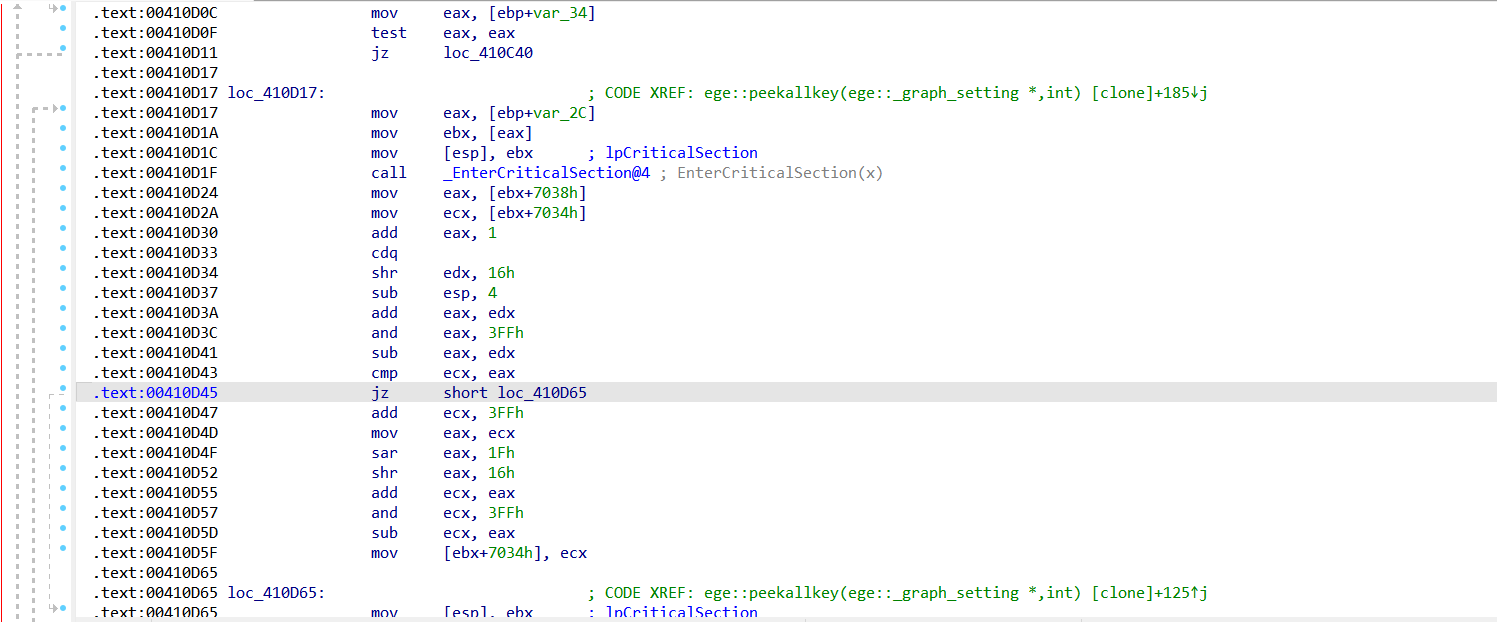 .text:00410D0C mov eax, [ebp+var_34]
.text:00410D0F test eax, eax
.text:00410D11 jz loc_410C40
.text:00410D17
.text:00410D17 loc_410D17: ; CODE XREF: ege::peekallkey(ege::_graph_setting *,int) [clone]+185↓j
.text:00410D17 mov eax, [ebp+var_2C]
.text:00410D1A mov ebx, [eax]
.text:00410D1C mov [esp], ebx ; lpCriticalSection
.text:00410D1F call _EnterCriticalSection@4 ; EnterCriticalSection(x)
.text:00410D24 mov eax, [ebx+7038h]
.text:00410D2A mov ecx, [ebx+7034h]
.text:00410D30 add eax, 1
.text:00410D33 cdq
.text:00410D34 shr edx, 16h
.text:00410D37 sub esp, 4
.text:00410D3A add eax, edx
.text:00410D3C and eax, 3FFh
.text:00410D41 sub eax, edx
.text:00410D43 cmp ecx, eax
.text:00410D45 jz short loc_410D65
.text:00410D47 add ecx, 3FFh
.text:00410D4D mov eax, ecx
.text:00410D4F sar eax, 1Fh
.text:00410D52 shr eax, 16h
.text:00410D55 add ecx, eax
.text:00410D57 and ecx, 3FFh
.text:00410D5D sub ecx, eax
.text:00410D5F mov [ebx+7034h], ecx
.text:00410D65
.text:00410D65 loc_410D65: ; CODE XREF: ege::peekallkey(ege::_graph_setting *,int) [clone]+125↑j
.text:00410D65 mov [esp], ebx ; lpCriticalSection